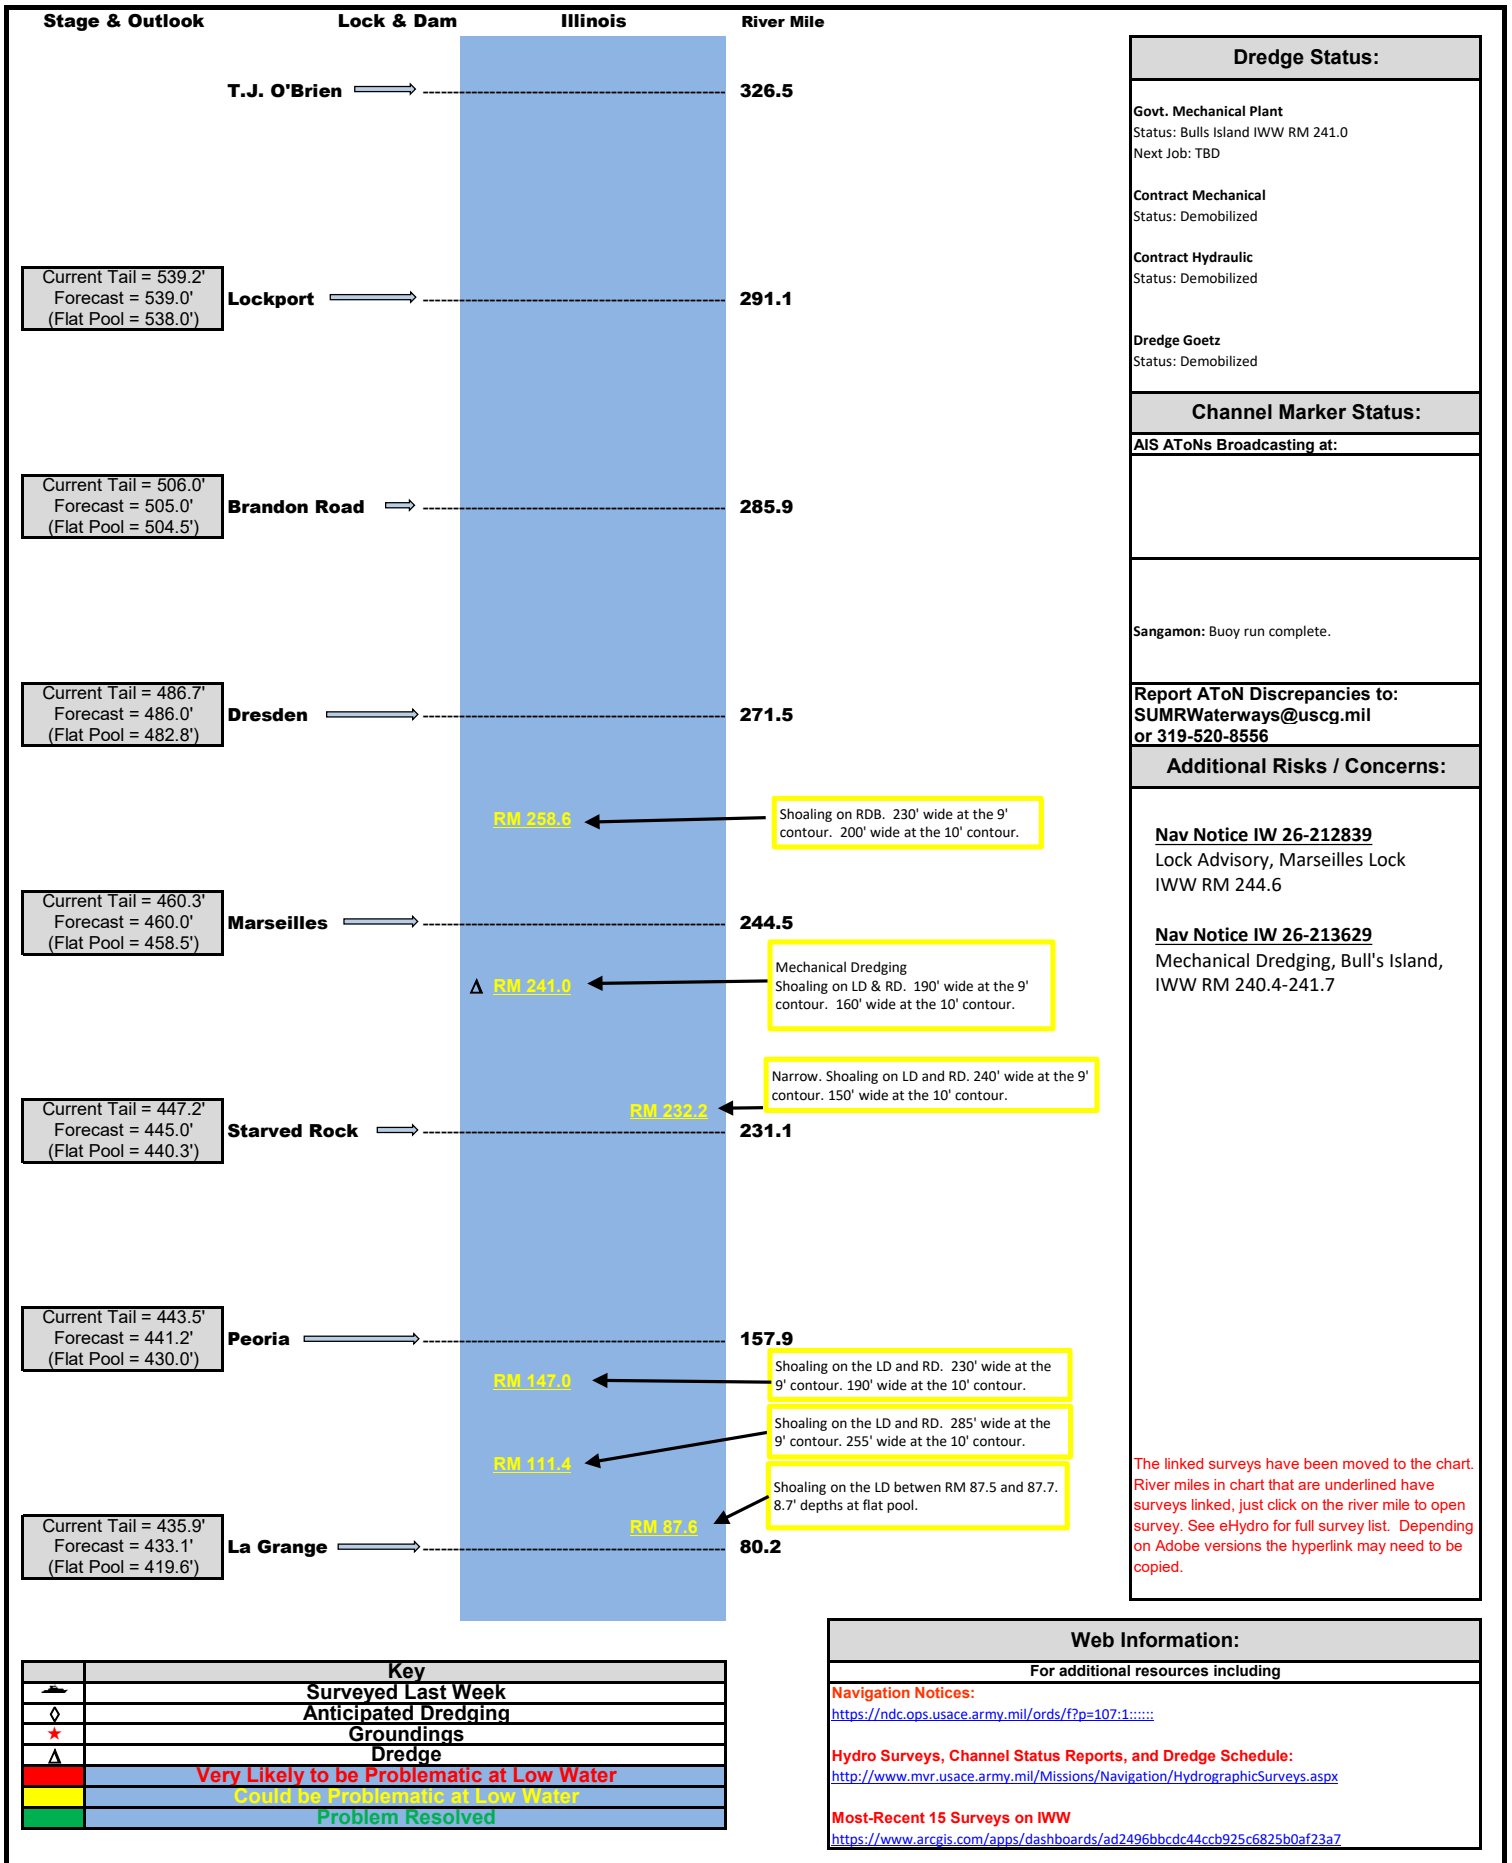 Stage & Outlook Lock & Dam Illinois River Mile
T.J. O'Brien 326.5
Current Tail = 539.2'
Forecast = 539.0'
(Flat Pool = 538.0')
Lockport 291.1
Current Tail = 506.0'
Forecast = 505.0'
(Flat Pool = 504.5')
Brandon Road 285.9
Current Tail = 486.7'
Forecast = 486.0'
(Flat Pool = 482.8')
Dresden 271.5
RM 258.6
Shoaling on RDB. 230' wide at the 9'
contour. 200' wide at the 10' contour.
Current Tail = 460.3'
Forecast = 460.0'
(Flat Pool = 458.5')
Marseilles 244.5
Δ RM 241.0
Mechanical Dredging
Shoaling on LD & RD. 190' wide at the 9'
contour. 160' wide at the 10' contour.
Narrow. Shoaling on LD and RD. 240' wide at the 9'
contour. 150' wide at the 10' contour.
RM 232.2
Current Tail = 447.2'
Forecast = 445.0'
(Flat Pool = 440.3')
Starved Rock 231.1
Current Tail = 443.5'
Forecast = 441.2'
(Flat Pool = 430.0')
Peoria 157.9
RM 147.0
Shoaling on the LD and RD. 230' wide at the
9' contour. 190' wide at the 10' contour.
RM 111.4
Shoaling on the LD and RD. 285' wide at the
9' contour. 255' wide at the 10' contour.
Shoaling on the LD betwen RM 87.5 and 87.7.
8.7' depths at flat pool.
RM 87.6
Current Tail = 435.9'
Forecast = 433.1'
(Flat Pool = 419.6')
La Grange 80.2
Dredge Status:
Govt. Mechanical Plant
Status: Bulls Island IWW RM 241.0
Next Job: TBD
Contract Mechanical
Status: Demobilized
Contract Hydraulic
Status: Demobilized
Dredge Goetz
Status: Demobilized
Channel Marker Status:
AIS AToNs Broadcasting at:
Sangamon: Buoy run complete.
Report AToN Discrepancies to:
SUMRWaterways@uscg.mil
or 319-520-8556
Additional Risks / Concerns:
Nav Notice IW 26-212839
Lock Advisory, Marseilles Lock
IWW RM 244.6
Nav Notice IW 26-213629
Mechanical Dredging, Bull's Island,
IWW RM 240.4-241.7
The linked surveys have been moved to the chart.
River miles in chart that are underlined have
surveys linked, just click on the river mile to open
survey. See eHydro for full survey list. Depending
on Adobe versions the hyperlink may need to be
copied.
Key
Surveyed Last Week
◊ Anticipated Dredging
★ Groundings
Δ Dredge
Very Likely to be Problematic at Low Water
Could be Problematic at Low Water
Problem Resolved
Web Information:
For additional resources including
Navigation Notices:
https://ndc.ops.usace.army.mil/ords/f?p=107:1::::::
Hydro Surveys, Channel Status Reports, and Dredge Schedule:
http://www.mvr.usace.army.mil/Missions/Navigation/HydrographicSurveys.aspx
Most-Recent 15 Surveys on IWW
https://www.arcgis.com/apps/dashboards/ad2496bbcdc44ccb925c6825b0af23a7